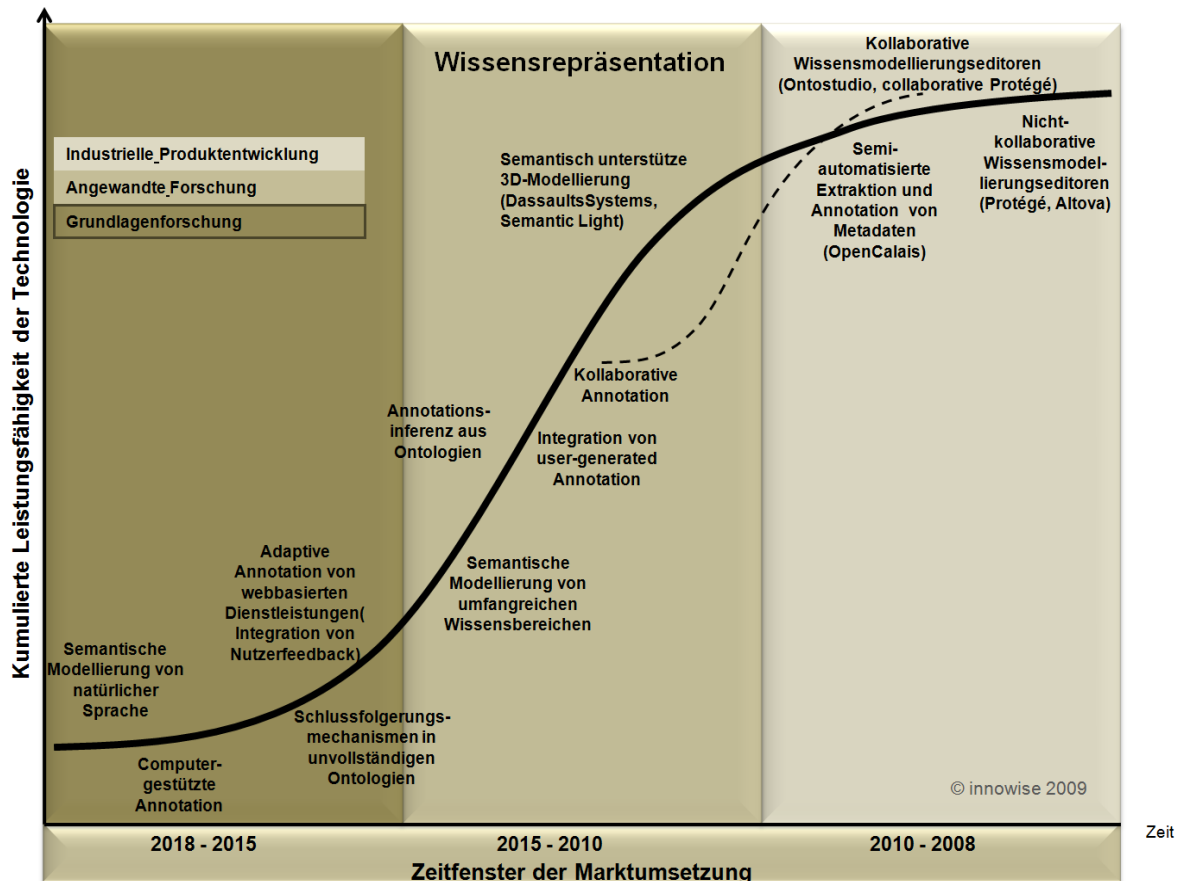 Wissensrepräsentation
Kumulierte Leistungsfähigkeit der Technologie
Industrielle Produktentwicklung
Angewandte Forschung
Grundlagenforschung
Kollaborative
Wissensmodellierungseditoren
(Ontostudio, collaborative Protégé)
Nicht-
kollaborative
Wissensmodel-
lierungseditoren
(Protégé, Altova)
Semi-
automatisierte
Extraktion und
Annotation von
Metadaten
(OpenCalais)
Semantisch unterstütze
3D-Modellierung
(DassaultsSystems,
Semantic Light)
Kollaborative
Annotation
Annotations-
inferenz aus
Ontologien
Integration von
user-generated
Annotation
Adaptive
Annotation von
webbasierten
Dienstleistungen(
Integration von
Nutzerfeedback)
Semantische
Modellierung von
umfangreichen
Wissensbereichen
Semantische
Modellierung von
natürlicher
Sprache
Schlussfolgerungs-
mechanismen in
unvollständigen
Ontologien
Computer-
gestützte
Annotation
© innowise 2009
2018 - 2015
2015 - 2010
2010 - 2008
Zeit
Zeitfenster der Marktumsetzung